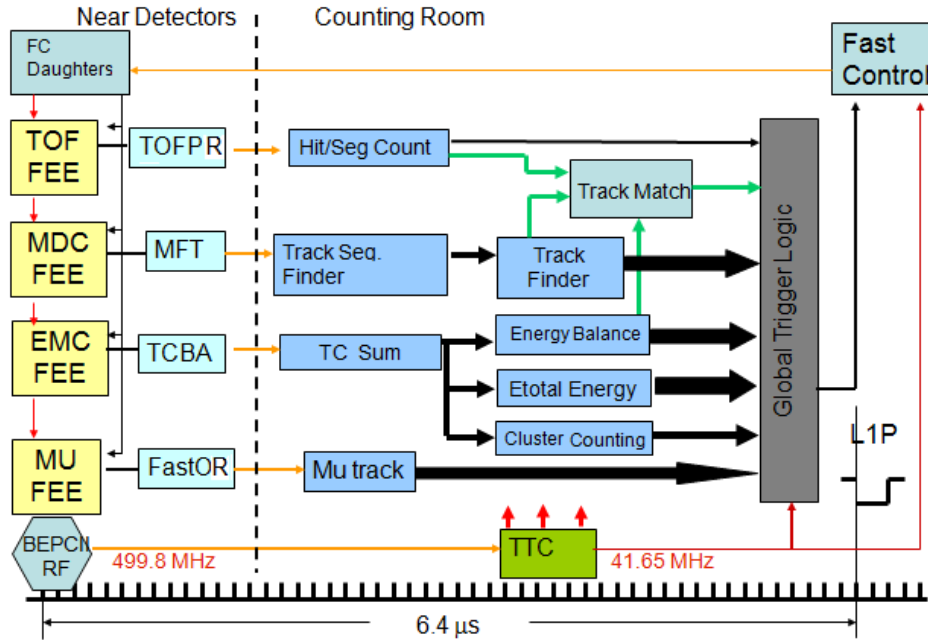 Near Detectors
Counting Room
FC
Daughters
Fast
Control
TOF
FEE
TOFPR
Hit/Seg Count
Track Match
MDC
FEE
MFT
Track Seg.
Finder
Track
Finder
EMC
FEE
TCBA
TC Sum
Energy Balance
Etotal Energy
Cluster Counting
Global Trigger Logic
L1P
MU
FEE
FastOR
Mu track
BEPCII
RF
499.8 MHz
TTC
41.65 MHz
6.4 μs